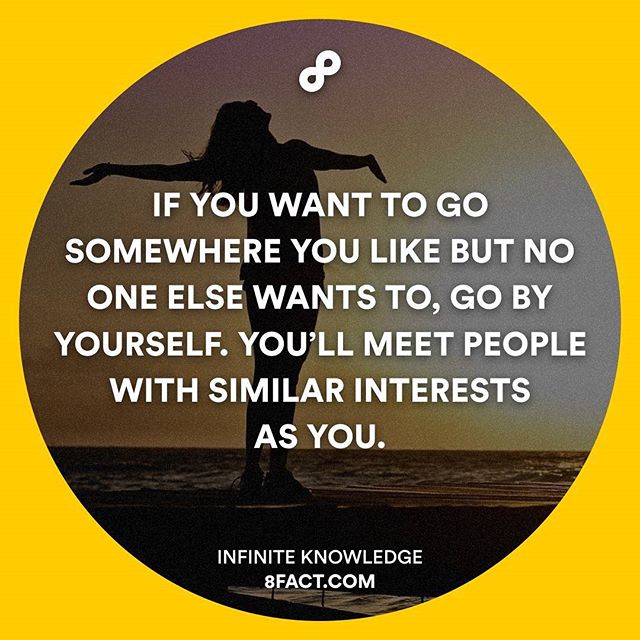 IF YOU WANT TO GO
SOMEWHERE YOU LIKE BUT NO
ONE ELSE WANTS TO, GO BY
YOURSELF. YOU’LL MEET PEOPLE
WITH SIMILAR INTERESTS
AS YOU.
INFINITE KNOWLEDGE
8FACT.COM